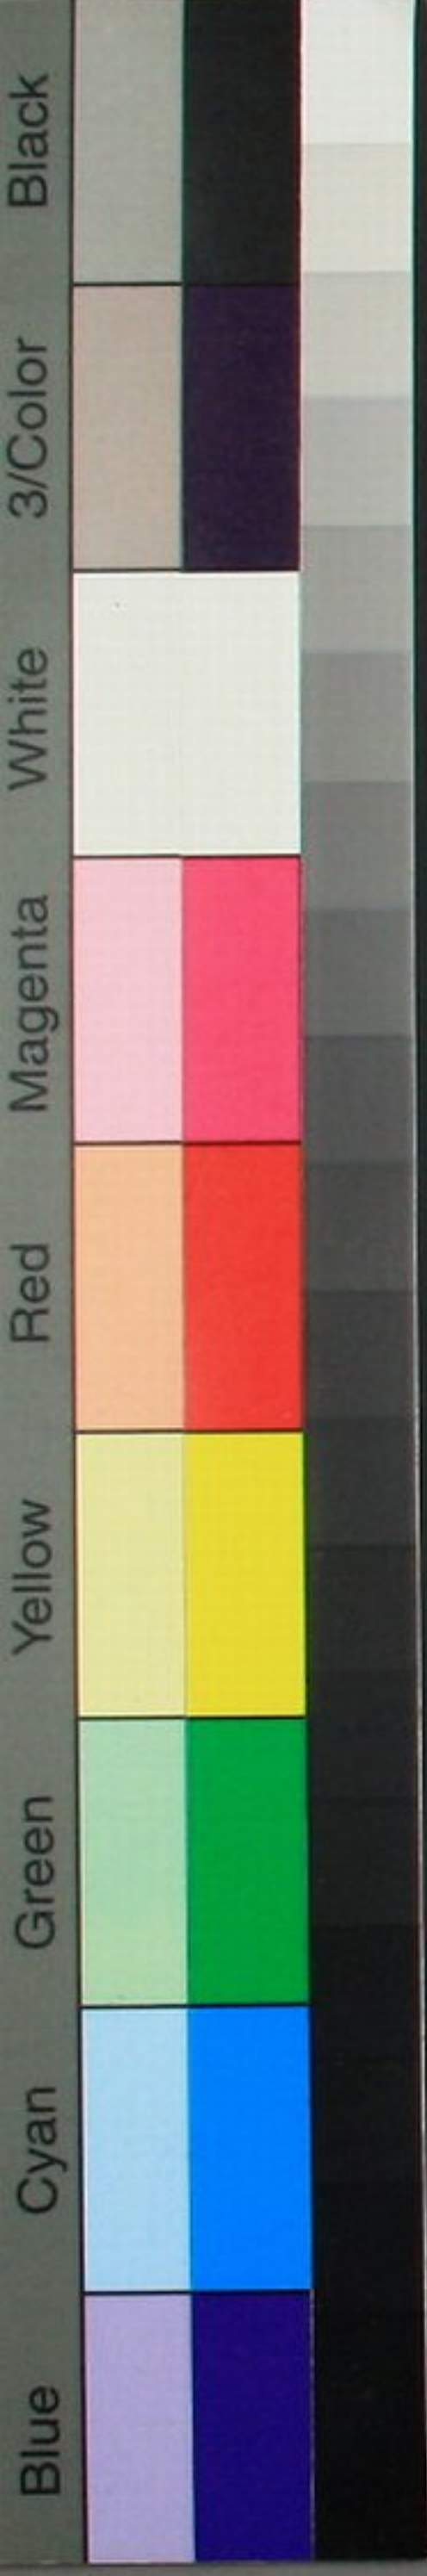 Black
3/Color
White
Magenta
Red
Yellow
Green
Cyan
Blue